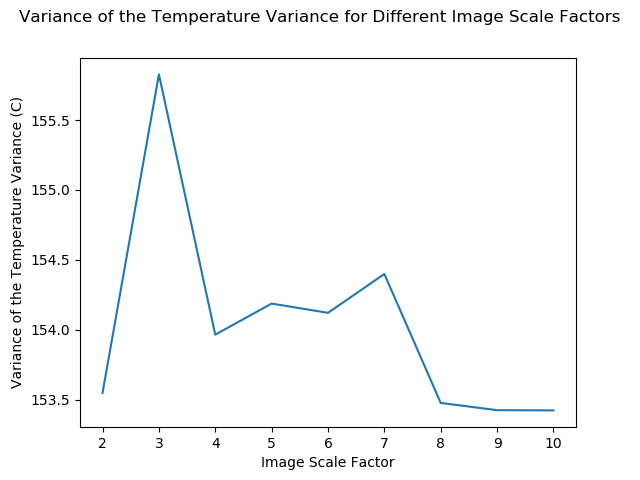 Variance of the Temperature Variance for Different Image Scale Factors
Variance of the Temperature Variance (C)
155.5
155.0
154.5
154.0
153.5
2 3 4 5 6 7 8 9 10
Image Scale Factor